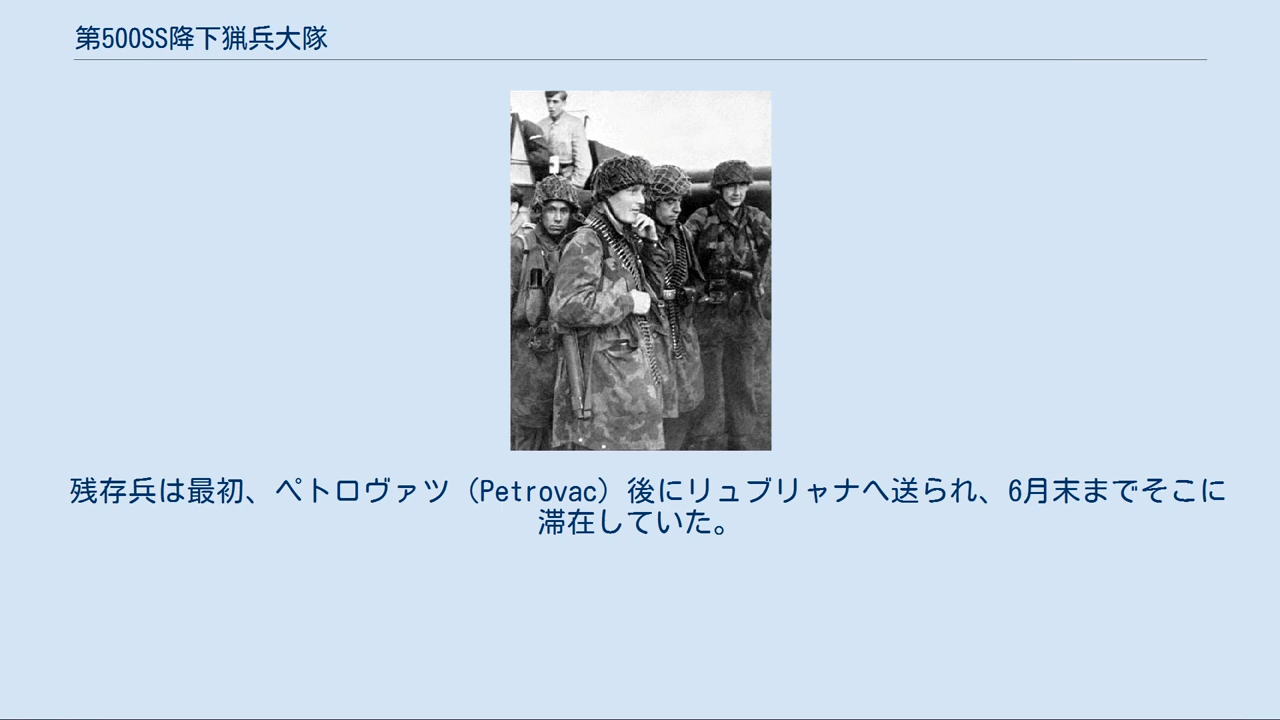 第500SS降下猟兵大隊
残存兵は最初、ペトロヴァツ（Petrovac）後にリュブリャナへ送られ、6月末までそこに
滞在していた。